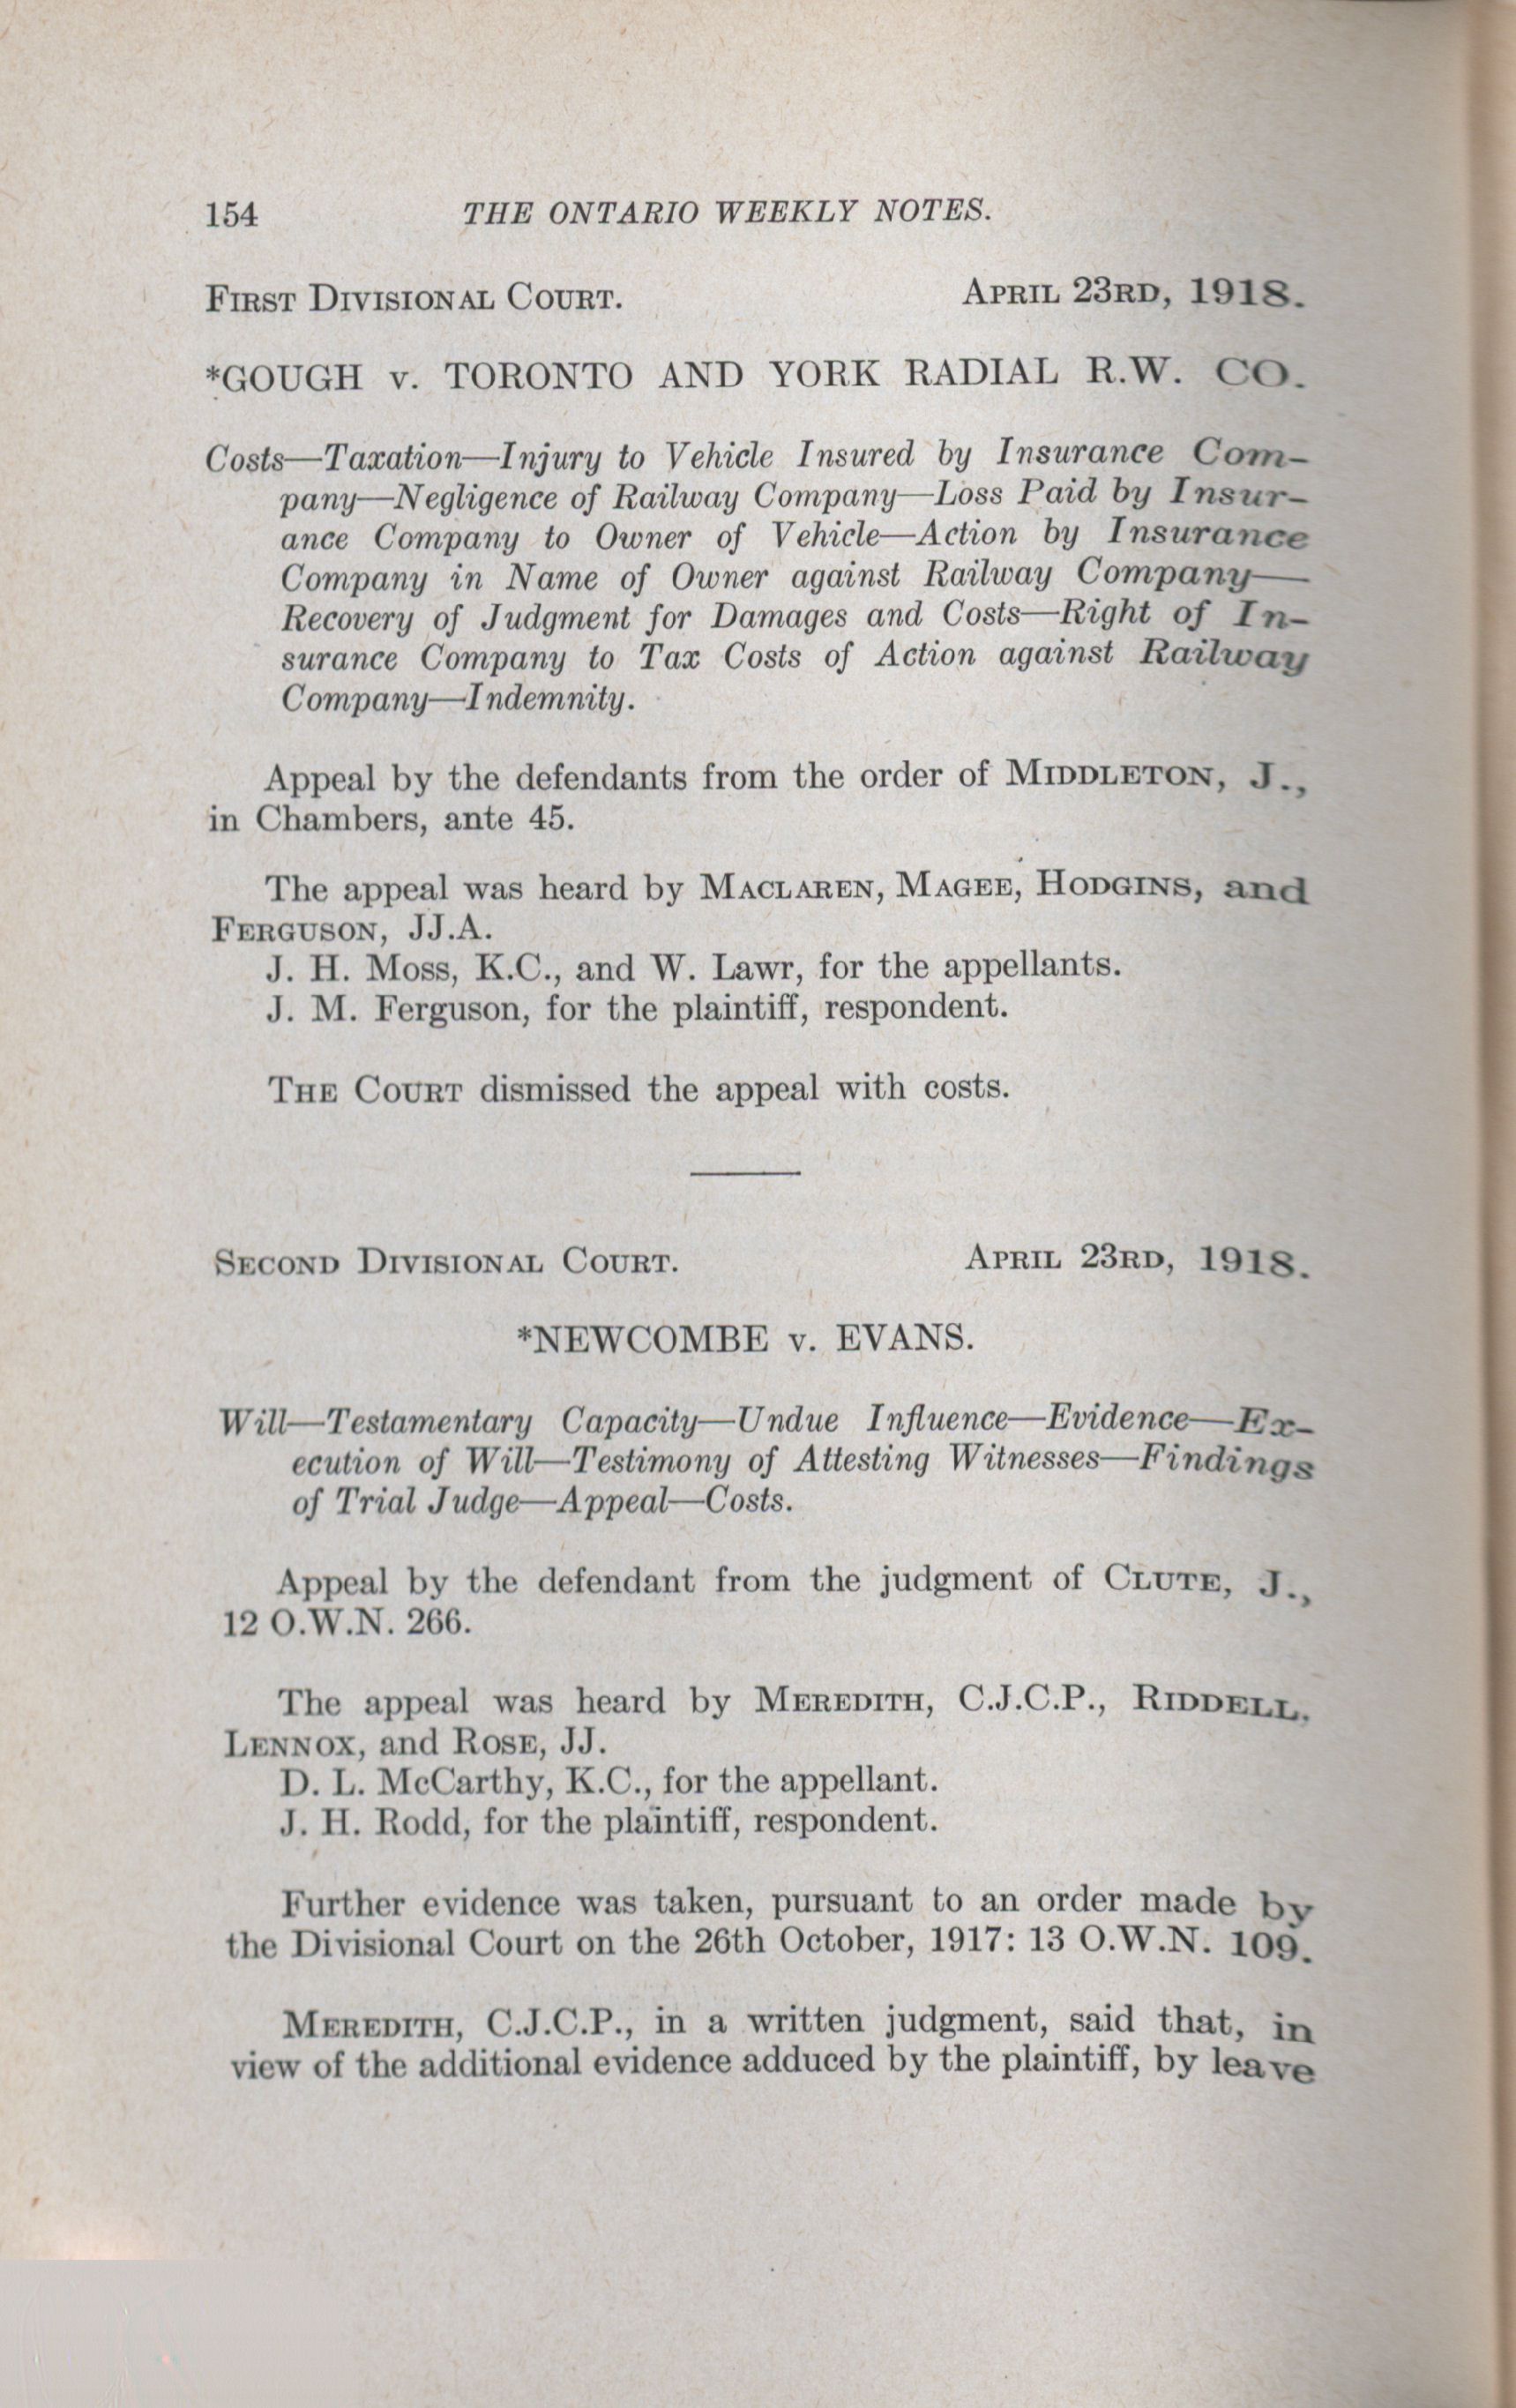 154 THE ONTARIO WEEKLY NOTES.
First Divisional Court. April 23rd, 1918.
*GOUGH v. TORONTO AND YORK RADIAL R.W. CO.
Costs—Taxation—Injury to Vehicle Insured by Insurance Com-
pany—Negligence of Railway Company—Loss Paid by Insur-
ance Company to Owner of Vehicle—Action by Insurance
Company in Name of Owner against Railway Company—
Recovery of Judgment for Damages and Costs—Right of In-
surance Company to Tax Costs of Action against Railway
Company—Indemnity.
Appeal by the defendants from the order of Middleton, J.,
in Chambers, ante 45.
The appeal was heard by Maclaren, Magee, Hodgins, and
Ferguson, JJ.A.
J. H. Moss, K.C., and W. Lawr, for the appellants.
J. M. Ferguson, for the plaintiff, respondent.
The Court dismissed the appeal with costs.
Second Divisional Court. April 23rd, 1918.
*NEWCOMBE v. EVANS.
Will—Testamentary Capacity—Undue Influence—Evidence—Ex-
ecution of Will—Testimony of Attesting Witnesses—Findings
of Trial Judge—Appeal—Costs.
Appeal by the defendant from the judgment of Clute, J.,
12 O.W.N. 266.
The appeal was heard by Meredith, C.J.C.P., Riddell,
Lennox, and Rose, JJ.
D. L. McCarthy, K.C., for the appellant.
J. H. Rodd, for the plaintiff, respondent.
Further evidence was taken, pursuant to an order made by
the Divisional Court on the 26th October, 1917: 13 O.W.N. 109.
Meredith, C.J.C.P., in a written judgment, said that, in
view of the additional evidence adduced by the plaintiff, by leave